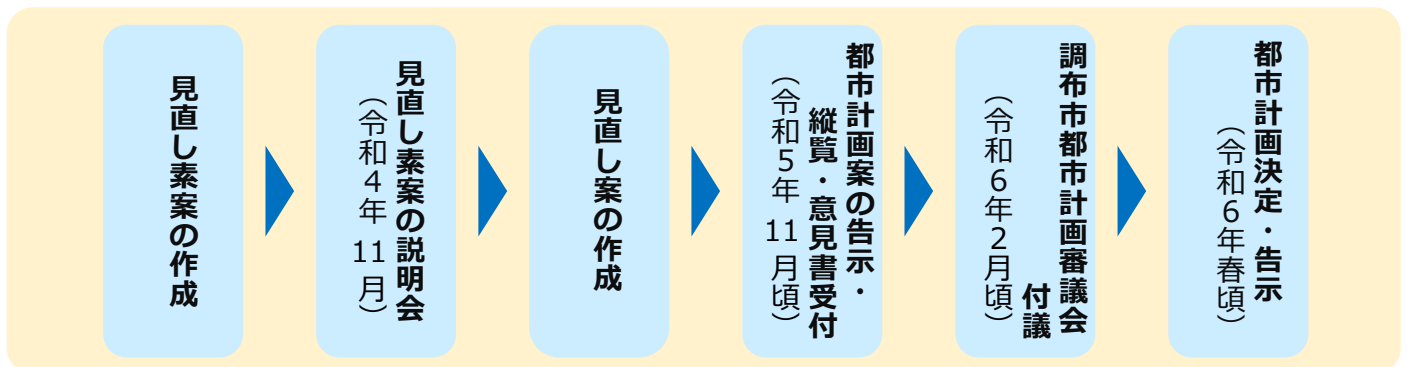 見直し素案の作成
見直し素案の説明会
（令和４年 11 月）
見直し案の作成
都市計画案の告示・
縦覧・意見書受付
（令和５年 11 月頃）
調布市都市計画審議会
付議
（令和６年２月頃）
都市計画決定・告示
（令和６年春頃）